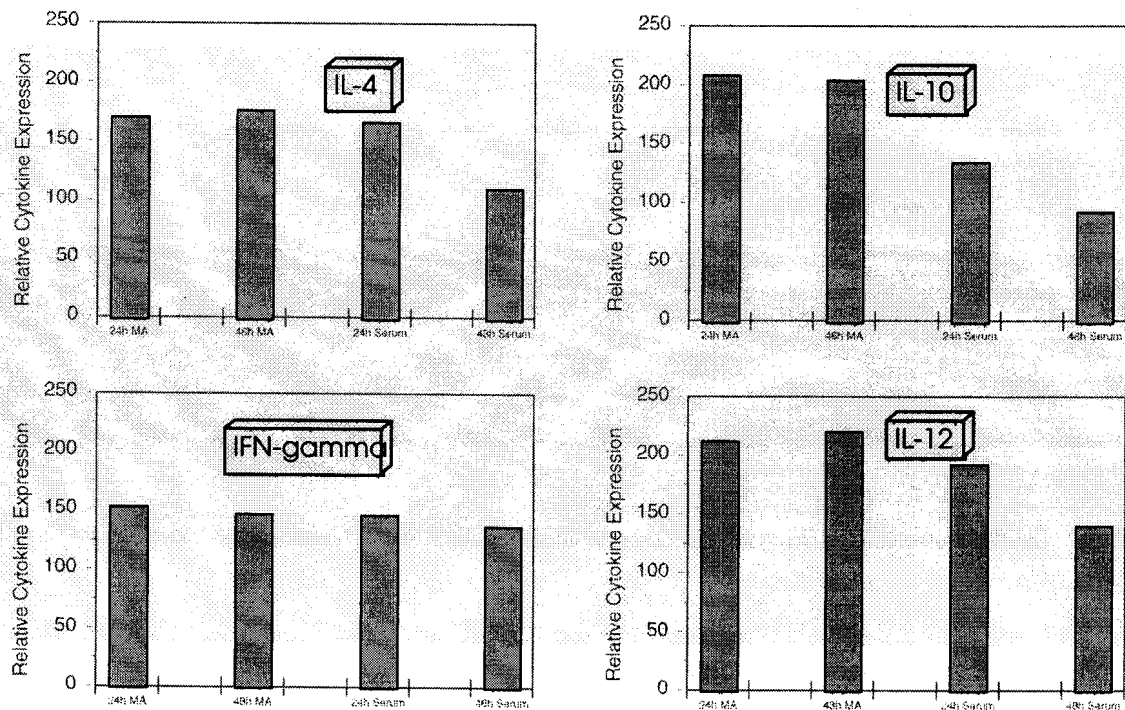 Relative Cytokine Expression
250
200
150
100
50
0
IL-4
24h MA
48h MA
24h Serum
48h Serum
Relative Cytokine Expression
250
200
150
100
50
0
IL-10
24h MA
48h MA
24h Serum
48h Serum
Relative Cytokine Expression
250
200
150
100
50
0
IFN-gamma
24h MA
48h MA
24h Serum
48h Serum
Relative Cytokine Expression
250
200
150
100
50
0
IL-12
24h MA
48h MA
24h Serum
48h Serum